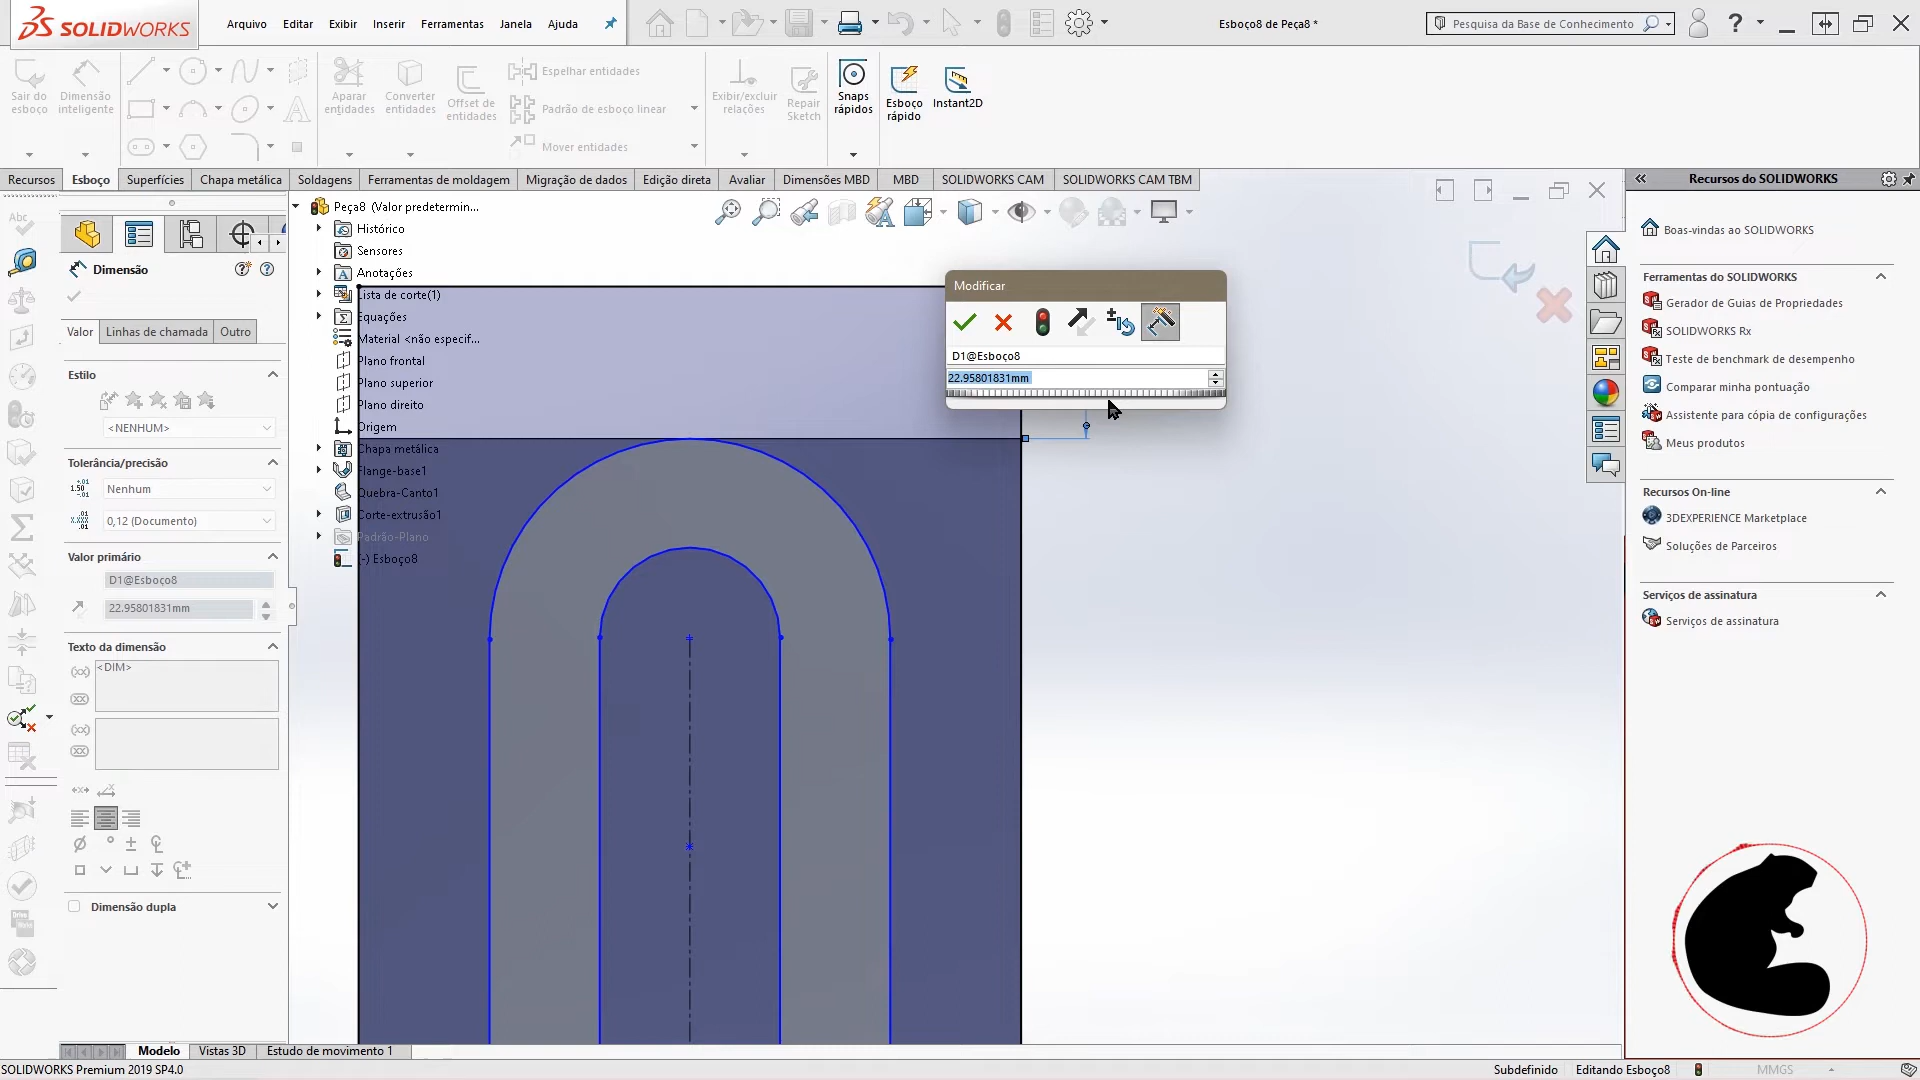 SOLIDWORKS
Arquivo
Editar
Exibir
Inserir
Ferramentas
Janela
Ajuda
Esboço8 de Peça8 *
Pesquisa da Base de Conhecimento
Sair do esboço
Dimensão inteligente
Aparar entidades
Converter entidades
Offset de entidades
Espelhar entidades
Padrão de esboço linear
Mover entidades
Exibir/excluir relações
Repair Sketch
Snaps rápidos
Esboço rápido
Instant2D
Recursos
Esboço
Superfícies
Chapa metálica
Soldagens
Ferramentas de moldagem
Migração de dados
Edição direta
Avaliar
Dimensões MBD
MBD
SOLIDWORKS CAM
SOLIDWORKS CAM TBM
Dimensão
Valor
Linhas de chamada
Outro
Estilo
<NENHUM>
Tolerância/precisão
Nenhum
0,12 (Documento)
Valor primário
D1@Esboço8
22.95801831mm
Texto da dimensão
<DIM>
Dimensão dupla
Peça8 (Valor predetermin...
Histórico
Sensores
Anotações
Lista de corte(1)
Equações
Material <não especif...
Plano frontal
Plano superior
Plano direito
Origem
Chapa metálica
Flange-base1
Quebra-Canto1
Corte-extrusão1
Padrão-Plano
(-) Esboço8
Modificar
D1@Esboço8
22.95801831mm
Recursos do SOLIDWORKS
Boas-vindas ao SOLIDWORKS
Ferramentas do SOLIDWORKS
Gerador de Guias de Propriedades
SOLIDWORKS Rx
Teste de benchmark de desempenho
Comparar minha pontuação
Assistente para cópia de configurações
Meus produtos
Recursos On-line
3DEXPERIENCE Marketplace
Soluções de Parceiros
Serviços de assinatura
Serviços de assinatura
Modelo
Vistas 3D
Estudo de movimento 1
SOLIDWORKS Premium 2019 SP4.0
Subdefinido
Editando Esboço8
MMGS